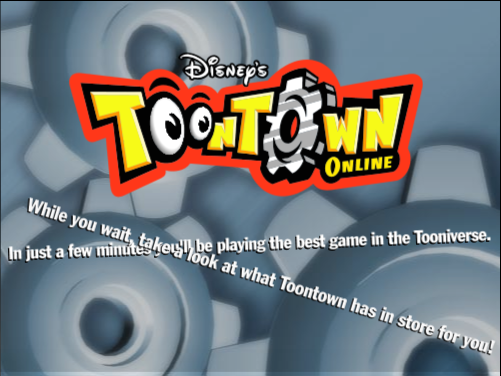 Disney's
TOONTOWN
ONLINE
While you wait, take a look at what Toontown has in store for you!
In just a few minutes you'll be playing the best game in the Tooniverse.